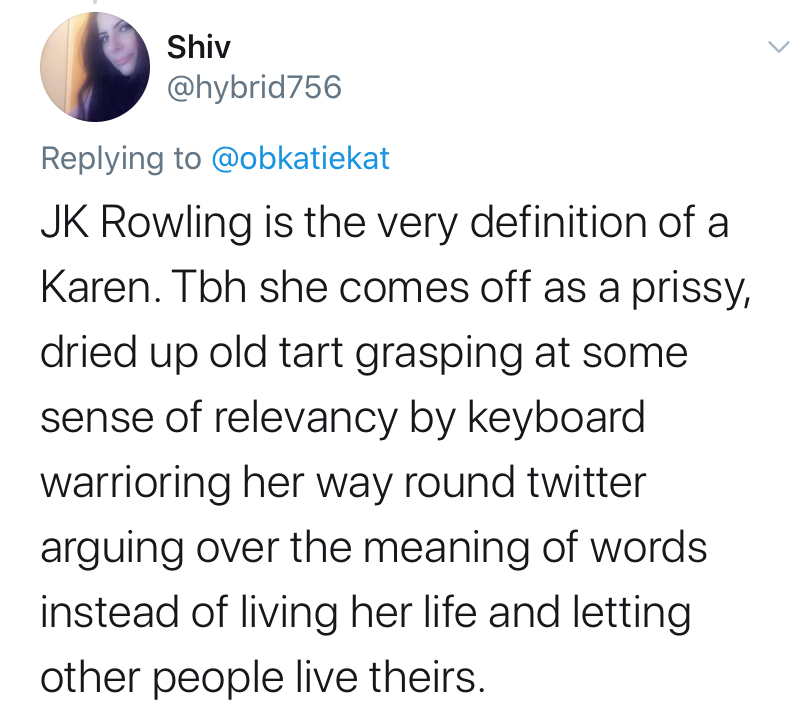 Shiv
@hybrid756
Replying to @obkatiekat
JK Rowling is the very definition of a
Karen. Tbh she comes off as a prissy,
dried up old tart grasping at some
sense of relevancy by keyboard
warrioring her way round twitter
arguing over the meaning of words
instead of living her life and letting
other people live theirs.